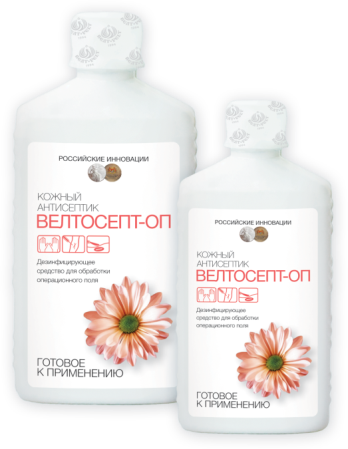 РОССИЙСКИЕ ИННОВАЦИИ
КОЖНЫЙ
АНТИСЕПТИК
ВЕЛТОСЕПТ-ОП
Дезинфицирующее
средство для обработки
операционного поля
ГОТОВОЕ
К ПРИМЕНЕНИЮ
РОССИЙСКИЕ ИННОВАЦИИ
КОЖНЫЙ
АНТИСЕПТИК
ВЕЛТОСЕПТ-ОП
Дезинфицирующее
средство для обработки
операционного поля
ГОТОВОЕ
К ПРИМЕНЕНИЮ